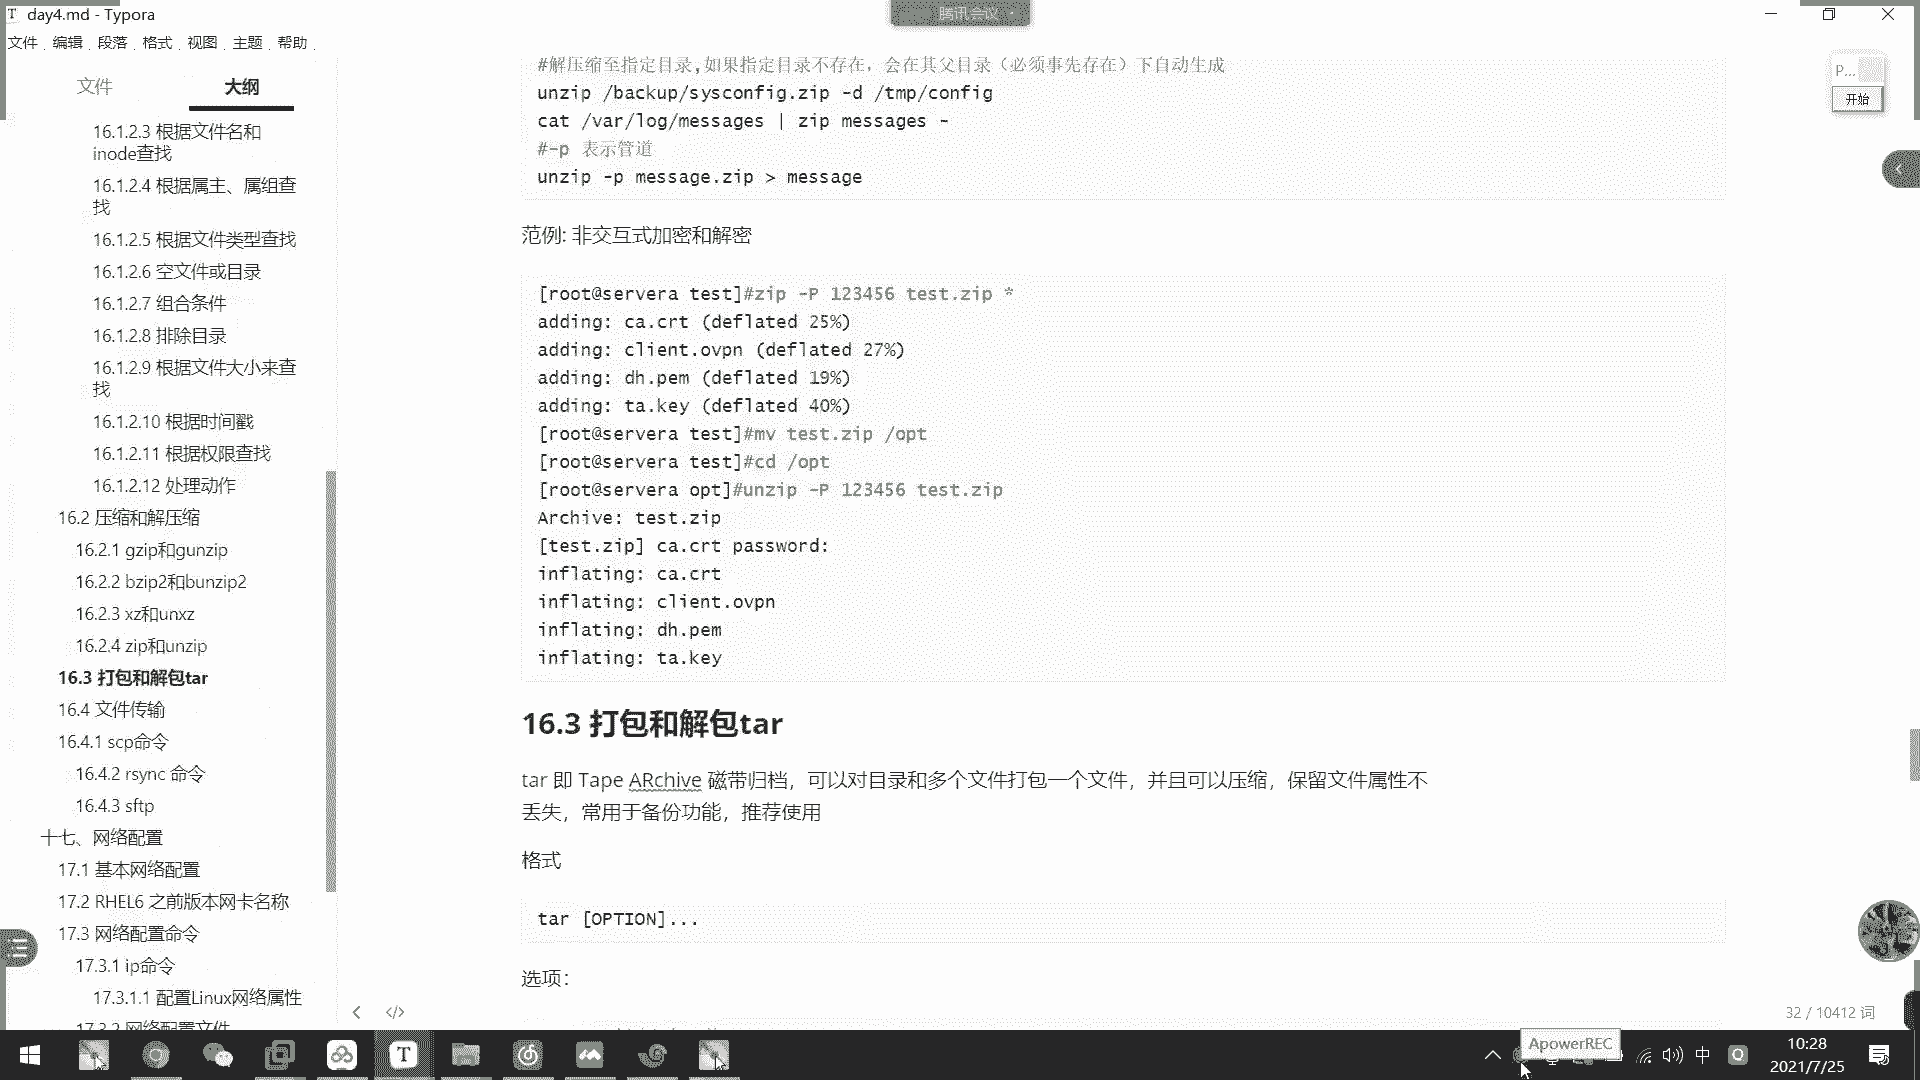 day4.md - Typora
腾讯会议
文件 编辑 段落 格式 视图 主题 帮助
文件 大纲
16.1.2.3 根据文件名和
inode查找
16.1.2.4 根据属主、属组查
找
16.1.2.5 根据文件类型查找
16.1.2.6 空文件或目录
16.1.2.7 组合条件
16.1.2.8 排除目录
16.1.2.9 根据文件大小来查
找
16.1.2.10 根据时间戳
16.1.2.11 根据权限查找
16.1.2.12 处理动作
16.2 压缩和解压缩
16.2.1 gzip和gunzip
16.2.2 bzip2和bunzip2
16.2.3 xz和unxz
16.2.4 zip和unzip
16.3 打包和解包tar
16.4 文件传输
16.4.1 scp命令
16.4.2 rsync 命令
16.4.3 sftp
十七、网络配置
17.1 基本网络配置
17.2 RHEL6 之前版本网卡名称
17.3 网络配置命令
17.3.1 ip命令
17.3.1.1 配置Linux网络属性
17.3.2 网络配置文件
#解压缩至指定目录,如果指定目录不存在，会在其父目录（必须事先存在）下自动生成
unzip /backup/sysconfig.zip -d /tmp/config
cat /var/log/messages | zip messages -
#-p 表示管道
unzip -p message.zip > message
范例: 非交互式加密和解密
[root@servera test]#zip -P 123456 test.zip *
adding: ca.crt (deflated 25%)
adding: client.ovpn (deflated 27%)
adding: dh.pem (deflated 19%)
adding: ta.key (deflated 40%)
[root@servera test]#mv test.zip /opt
[root@servera test]#cd /opt
[root@servera opt]#unzip -P 123456 test.zip
Archive: test.zip
[test.zip] ca.crt password:
inflating: ca.crt
inflating: client.ovpn
inflating: dh.pem
inflating: ta.key
16.3 打包和解包tar
tar 即 Tape ARchive 磁带归档，可以对目录和多个文件打包一个文件，并且可以压缩，保留文件属性不
丢失，常用于备份功能，推荐使用
格式
tar [OPTION]...
选项：
P...
开始
32 / 10412 词
ApowerREC
中
10:28
2021/7/25